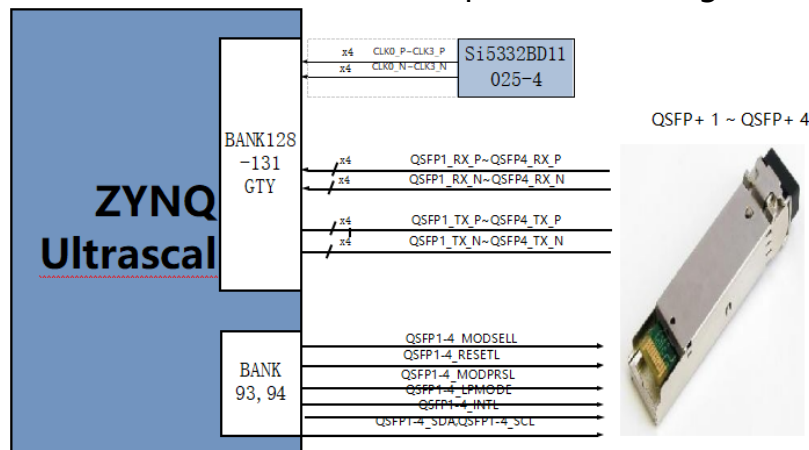 x4 CLK0_P~CLK3_P
x4 CLK0_N~CLK3_N
Si5332BD11
025-4
QSFP+ 1 ~ QSFP+ 4
BANK128
-131
GTY
x4 QSFP1_RX_P~QSFP4_RX_P
x4 QSFP1_RX_N~QSFP4_RX_N
ZYNQ
Ultrascal
x4 QSFP1_TX_P~QSFP4_TX_P
x4 QSFP1_TX_N~QSFP4_TX_N
BANK
93, 94
QSFP1-4_MODSELL
QSFP1-4_RESETL
QSFP1-4_MODPRSL
QSFP1-4_LPMODE
QSFP1-4_INTL
QSFP1-4_SDA,QSFP1-4_SCL